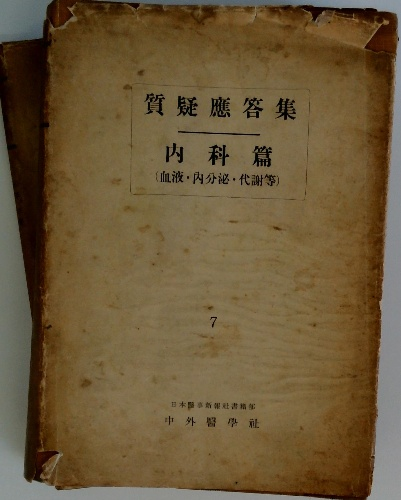 質疑應答集
内科篇
(血液・内分泌・代謝等)
7
日本醫事新報社書籍部
中外醫學社